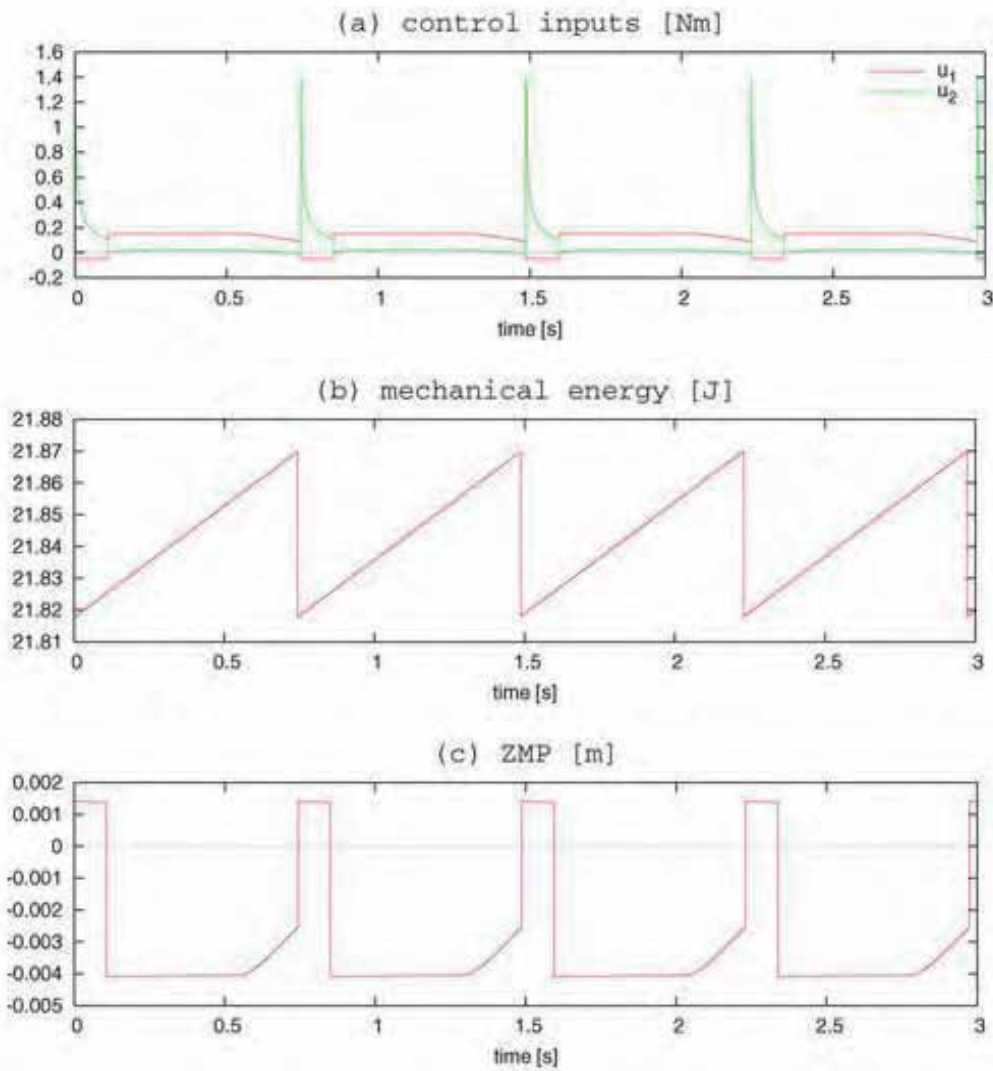 (a) control inputs [Nm]
1.6
1.4
1.2
1
0.8
0.6
0.4
0.2
0
-0.2
u1
u2
0 0.5 1 1.5 2 2.5 3
time [s]
(b) mechanical energy [J]
21.88
21.87
21.86
21.85
21.84
21.83
21.82
21.81
0 0.5 1 1.5 2 2.5 3
time [s]
(c) ZMP [m]
0.002
0.001
0
-0.001
-0.002
-0.003
-0.004
-0.005
0 0.5 1 1.5 2 2.5 3
time [s]